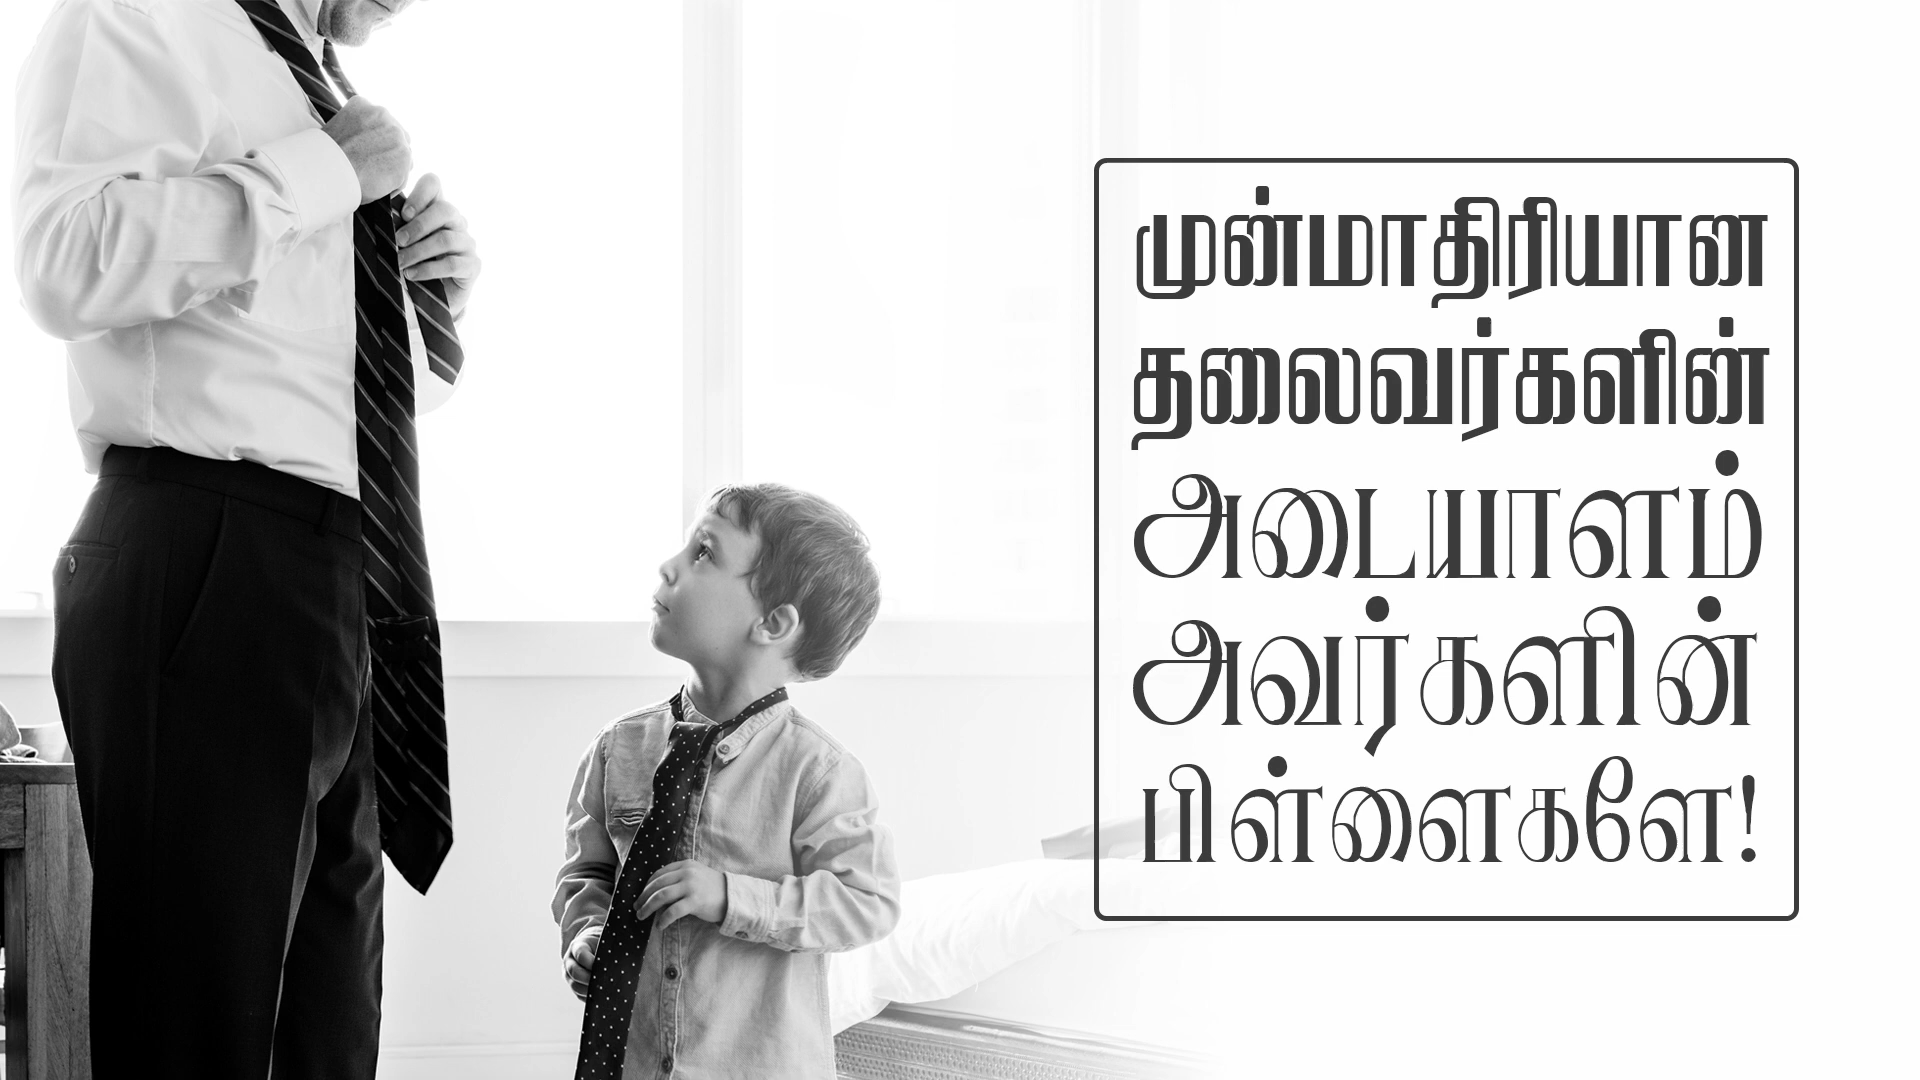 முன்மாதிரியான
தலைவர்களின்
அடையாளம்
அவர்களின்
பிள்ளைகளே!